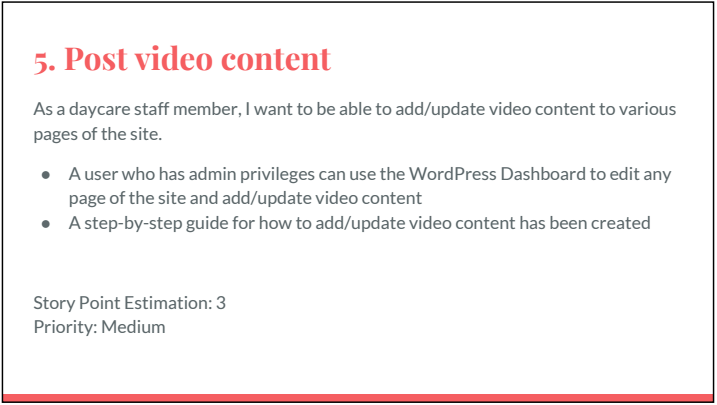 5. Post video content
As a daycare staff member, I want to be able to add/update video content to various
pages of the site.
● A user who has admin privileges can use the WordPress Dashboard to edit any
page of the site and add/update video content
● A step-by-step guide for how to add/update video content has been created
Story Point Estimation: 3
Priority: Medium